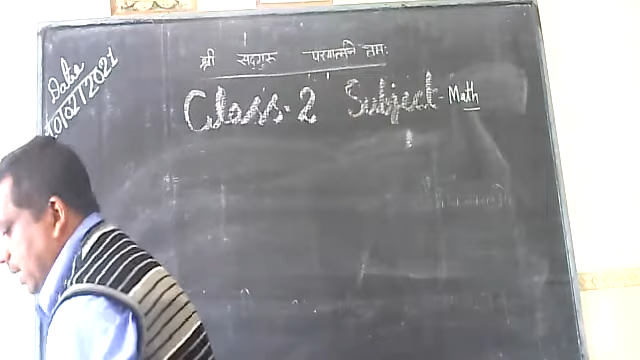 श्री सद्गुरु परमात्मने नमः
Date
10/02/2021
Class-2 Subject-Math